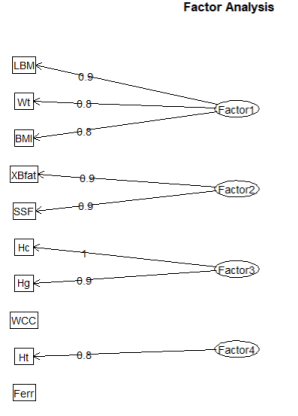 Factor Analysis
LBM
0.9
Wt
0.8
Factor1
BMI
0.8
XBfat
0.9
Factor2
SSF
0.9
Hc
1
Factor3
Hg
0.9
WCC
Ht
0.8
Factor4
Ferr